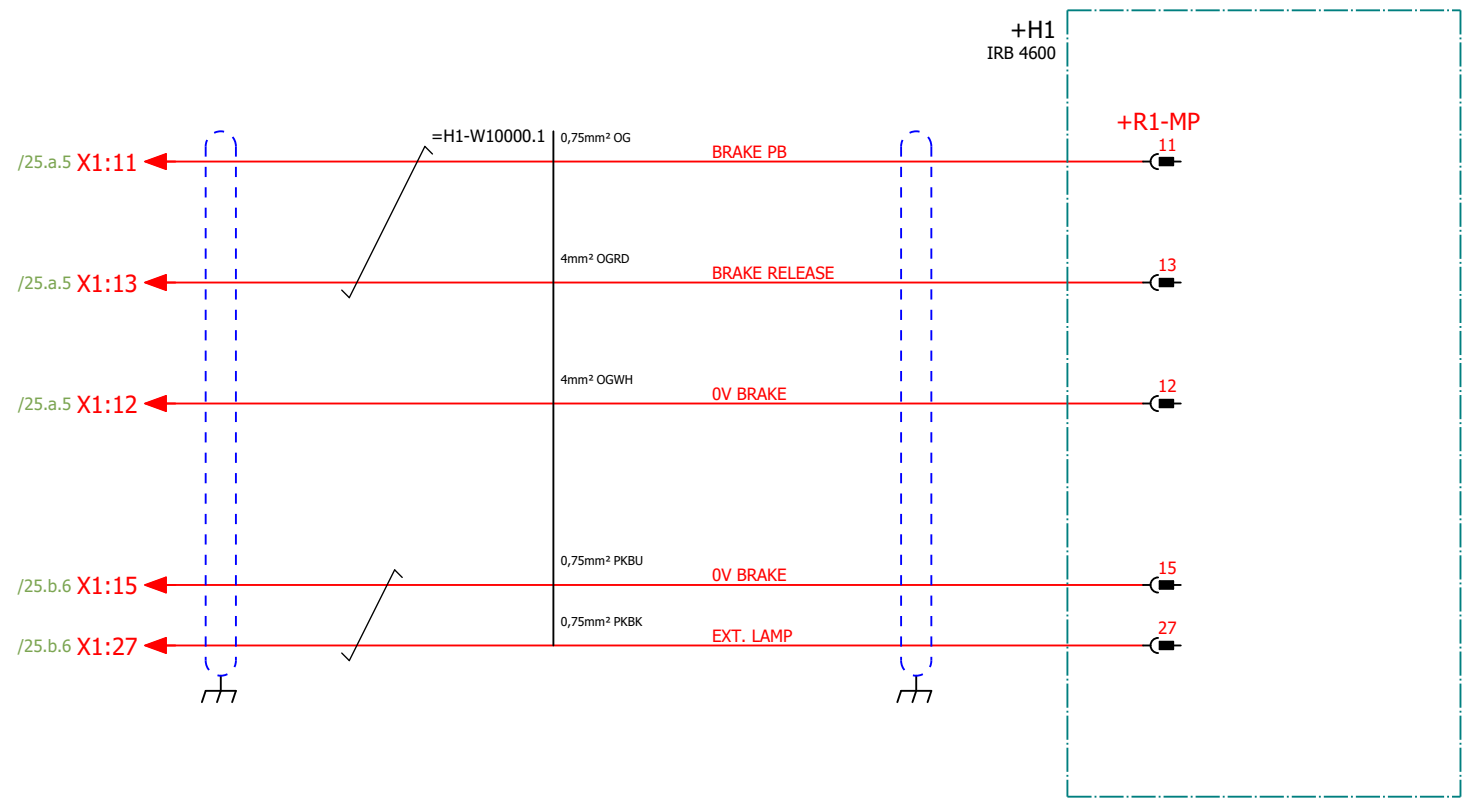 +H1
IRB 4600
+R1-MP
=H1-W10000.1 0,75mm² OG
/25.a.5 X1:11 BRAKE PB 11
4mm² OGRD
/25.a.5 X1:13 BRAKE RELEASE 13
4mm² OGWH
/25.a.5 X1:12 0V BRAKE 12
0,75mm² PKBU
/25.b.6 X1:15 0V BRAKE 15
0,75mm² PKBK
/25.b.6 X1:27 EXT. LAMP 27